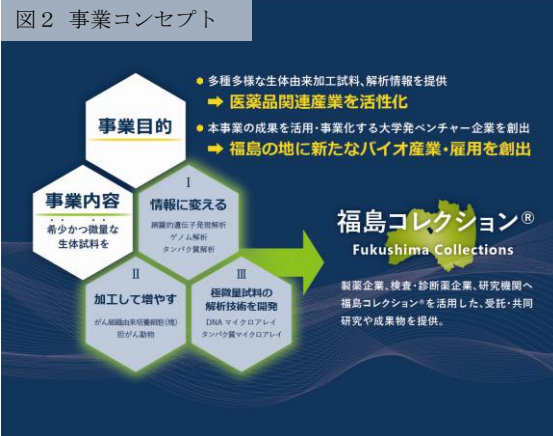 図2 事業コンセプト
事業目的
● 多種多様な生体由来加工試料、解析情報を提供
➡ 医薬品関連産業を活性化
● 本事業の成果を活用・事業化する大学発ベンチャー企業を創出
➡ 福島の地に新たなバイオ産業・雇用を創出
事業内容
希少かつ微量な
生体試料を
Ⅰ
情報に変える
網羅的遺伝子発現解析
ゲノム解析
タンパク質解析
Ⅱ
加工して増やす
がん組織由来培養細胞(塊)
担がん動物
Ⅲ
極微量試料の
解析技術を開発
DNA マイクロアレイ
タンパク質マイクロアレイ
福島コレクション®
Fukushima Collections
製薬企業、検査・診断薬企業、研究機関へ
福島コレクション®を活用した、受託・共同
研究や成果物を提供。